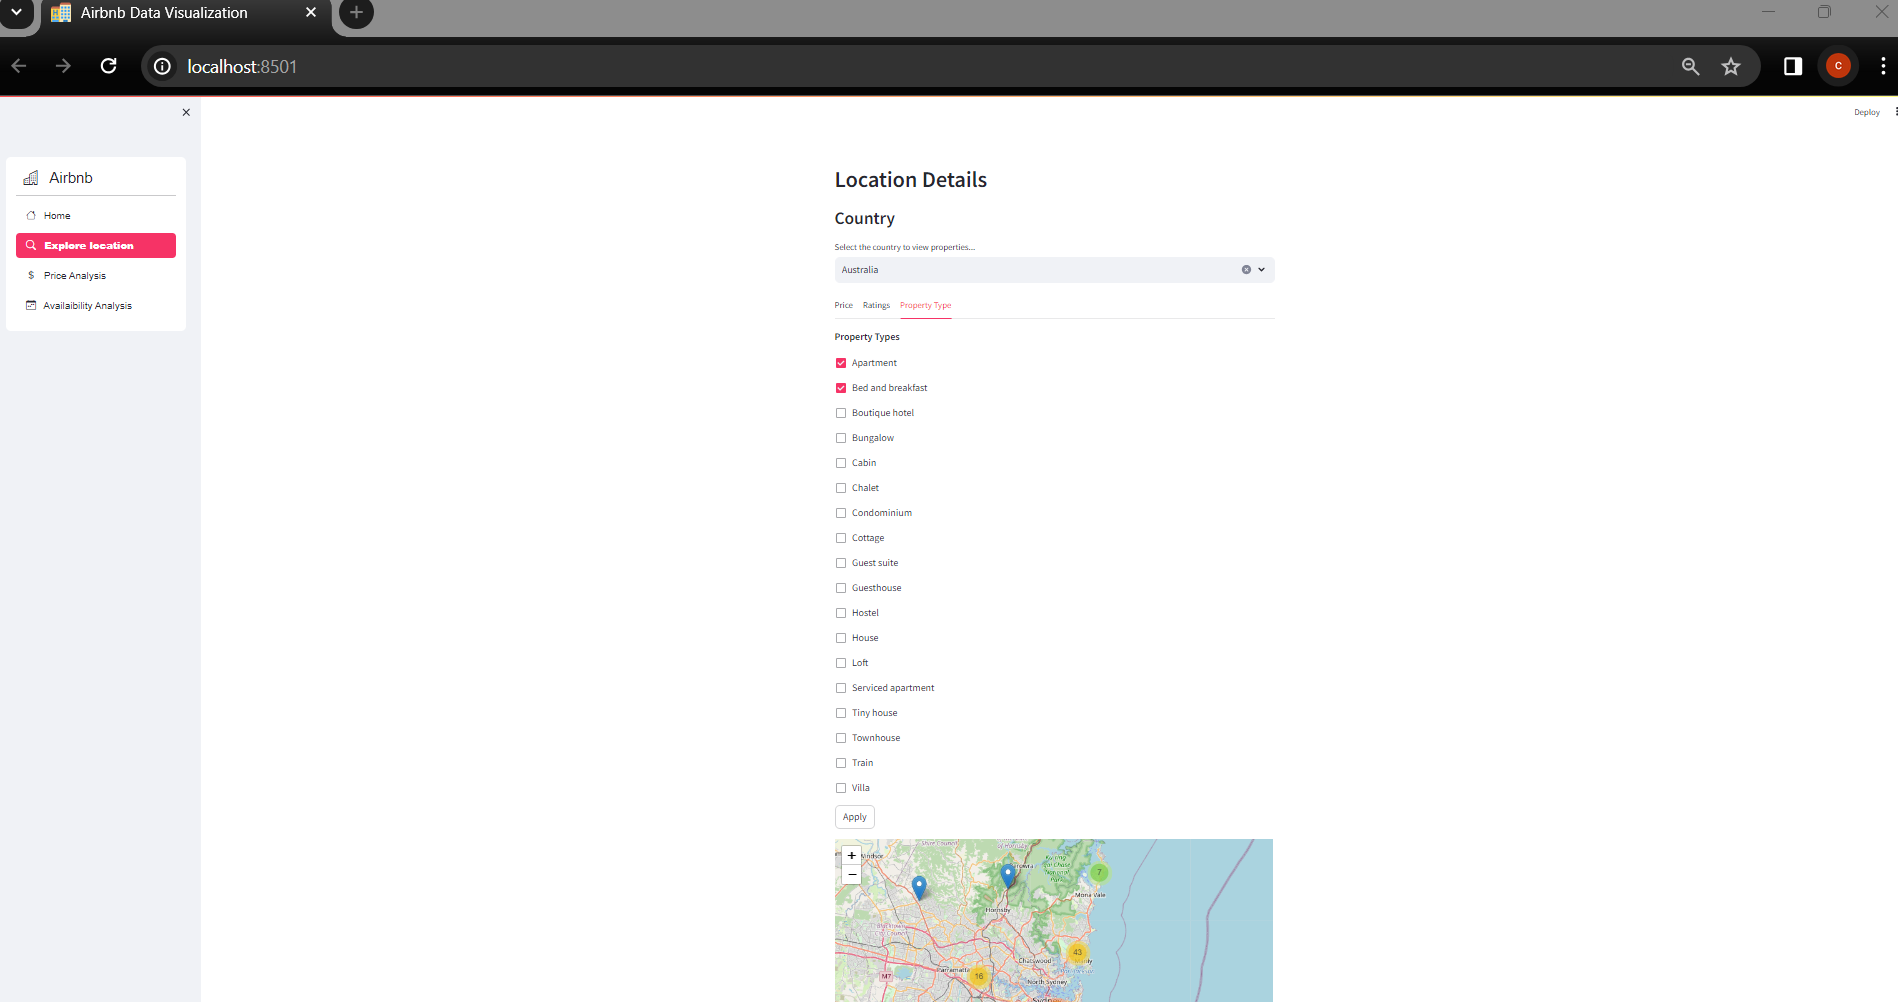 Airbnb Data Visualization
localhost:8501
C
Deploy
Airbnb
Home
Explore location
Price Analysis
Availaibility Analysis
Location Details
Country
Select the country to view properties...
Australia
Price Ratings Property Type
Property Types
Apartment
Bed and breakfast
Boutique hotel
Bungalow
Cabin
Chalet
Condominium
Cottage
Guest suite
Guesthouse
Hostel
House
Loft
Serviced apartment
Tiny house
Townhouse
Train
Villa
Apply
+
−
7
Mona Vale
Hornsby
43
Chatswood
Parramatta
16
M7
North Sydney
Sydney